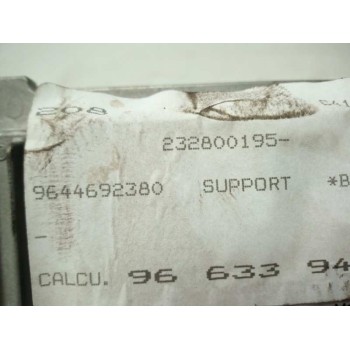 208
232800195-
9644692380 SUPPORT *B
-
CALCU. 96 633 94